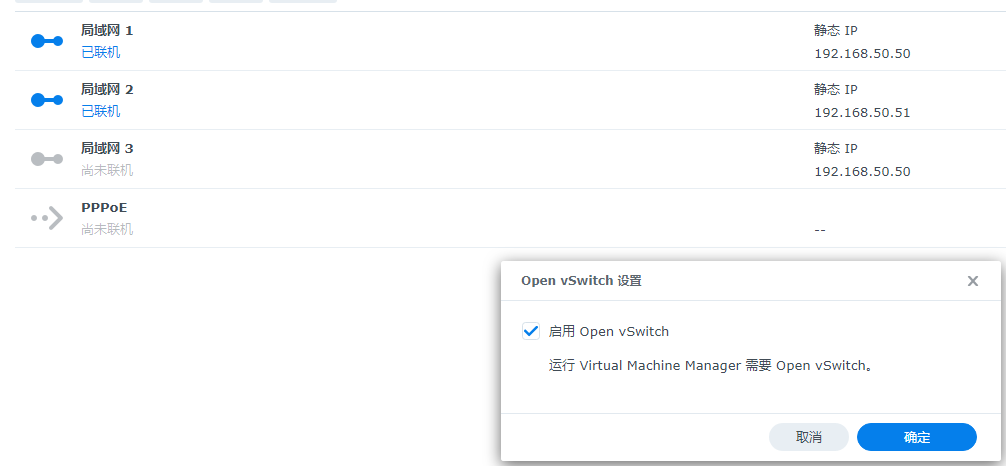 局域网 1
静态 IP
已联机
192.168.50.50
局域网 2
静态 IP
已联机
192.168.50.51
局域网 3
静态 IP
尚未联机
192.168.50.50
PPPoE
尚未联机
--
Open vSwitch 设置
启用 Open vSwitch
运行 Virtual Machine Manager 需要 Open vSwitch。
取消
确定